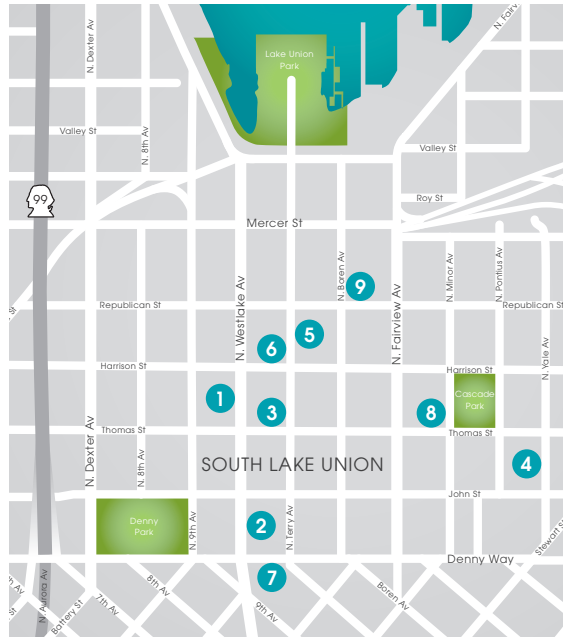 N. Dexter Av
N. Fairv
Lake Union
Park
Valley St
N. 8th Av
Valley St
99
Roy St
Mercer St
N. Westlake Av
N. Boren Av
9
N. Fairview Av
N. Minor Av
N. Pontius Av
Republican St
Republican St
5
6
N. Yale Av
Harrison St
Harrison St
1
3
8
Cascade
Park
N. Dexter Av
Thomas St
Thomas St
N. 8th Av
SOUTH LAKE UNION
4
John St
Denny
Park
N. 9th Av
2
N. Terry Av
Stewart St
Denny Way
7
N. Aurora Av
Battery St
7th Av
8th Av
9th Av
Boren Av